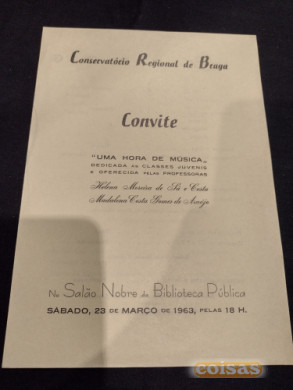 Conservatório Regional de Braga
Convite
"UMA HORA DE MÚSICA„
DEDICADA ÀS CLASSES JUVENIS
E OFERECIDA PELAS PROFESSORAS
Helena Moreira de Sá e Costa
Madalena Costa Gomes de Araújo
No Salão Nobre da Biblioteca Pública
SÁBADO, 23 DE MARÇO DE 1963, PELAS 18 H.
coisas